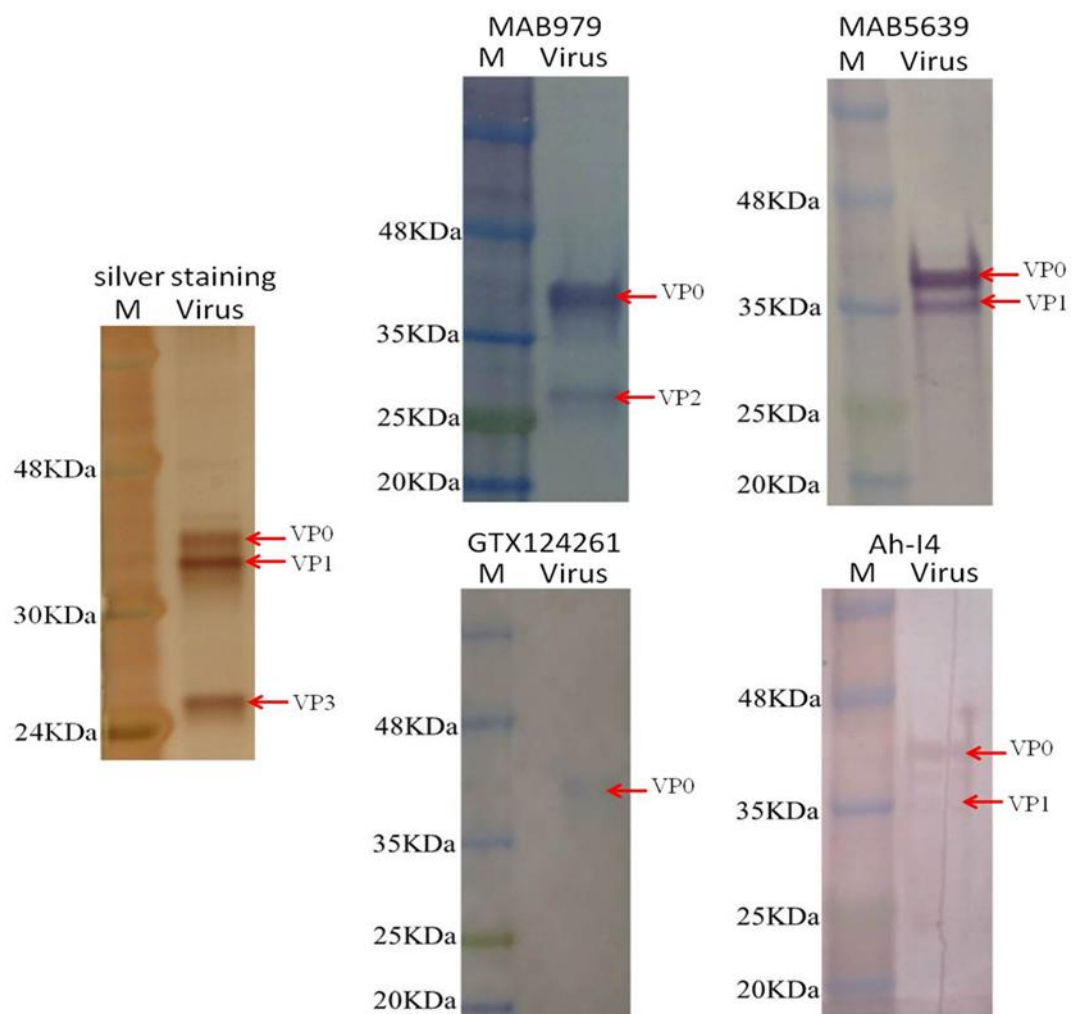 silver staining
M Virus
48KDa
30KDa
24KDa
VP0
VP1
VP3
MAB979
M Virus
48KDa
35KDa
25KDa
20KDa
VP0
VP2
MAB5639
M Virus
48KDa
35KDa
25KDa
20KDa
VP0
VP1
GTX124261
M Virus
48KDa
35KDa
25KDa
20KDa
VP0
Ah-I4
M Virus
48KDa
35KDa
25KDa
20KDa
VP0
VP1